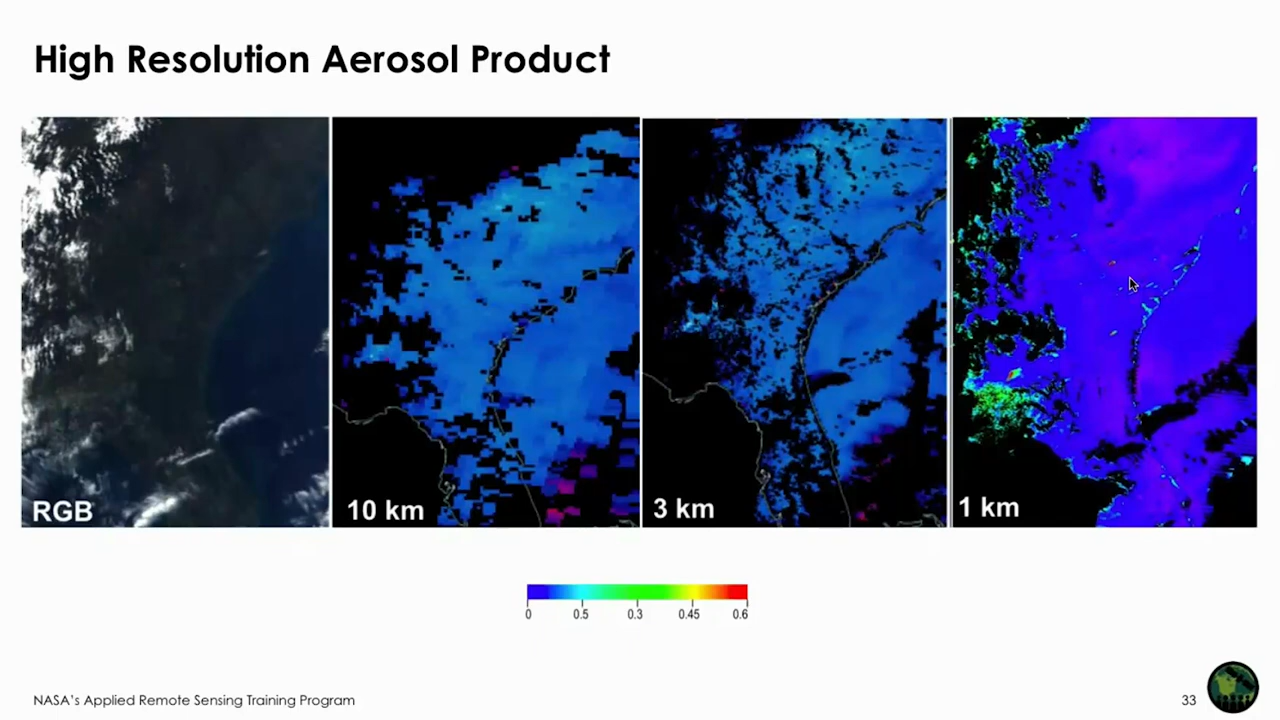 High Resolution Aerosol Product
RGB
10 km
3 km
1 km
0 0.5 0.3 0.45 0.6
NASA's Applied Remote Sensing Training Program
33